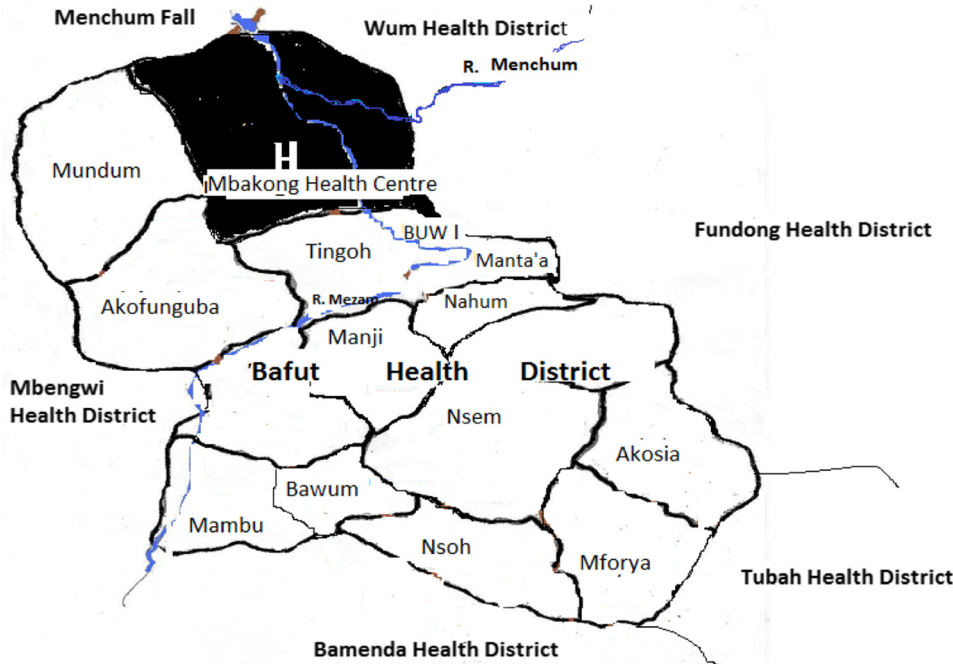 Menchum Fall
Wum Health District
R. Menchum
H
Mundum
Mbakong Health Centre
BUW I
Tingoh
Manta'a
Fundong Health District
Akofunguba
R. Mezam
Nahum
Manji
'Bafut Health District
Mbengwi
Health District
Nsem
Akosia
Bawum
Mambu
Nsoh
Mforya
Tubah Health District
Bamenda Health District